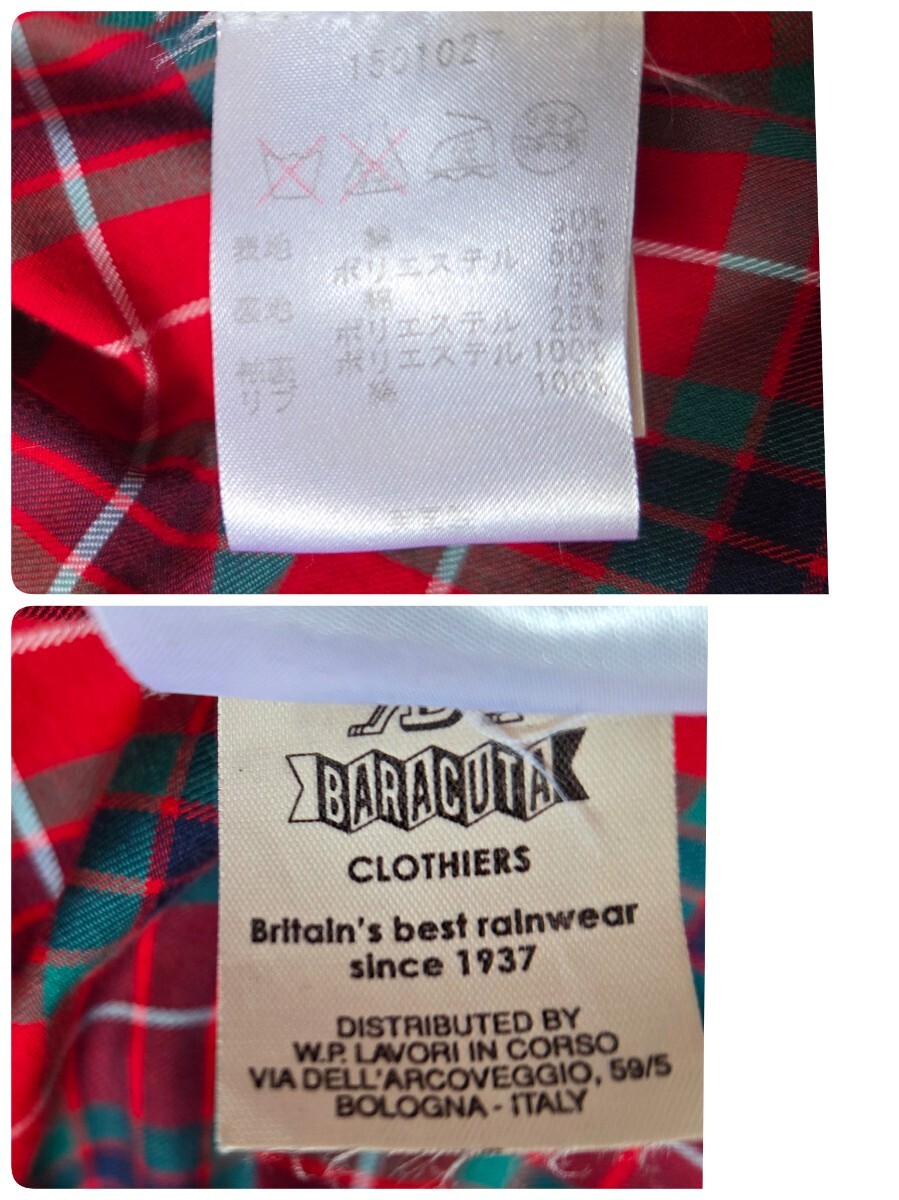 1501027
表地 綿 50%
ポリエステル 50%
裏地 綿 75%
ポリエステル 25%
袖裏 ポリエステル 100%
リブ 綿 100%
BARACUTA
CLOTHIERS
Britain's best rainwear
since 1937
DISTRIBUTED BY
W.P. LAVORI IN CORSO
VIA DELL'ARCOVEGGIO, 59/5
BOLOGNA - ITALY